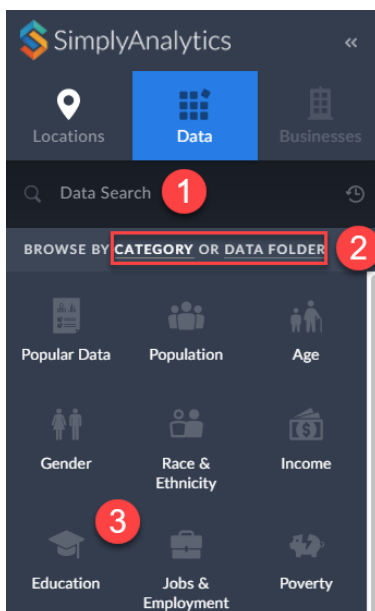 SimplyAnalytics «
Locations Data Businesses
Data Search 1
BROWSE BY CATEGORY OR DATA FOLDER 2
Popular Data Population Age
Gender Race & Income
Ethnicity
3
Education Jobs & Poverty
Employment